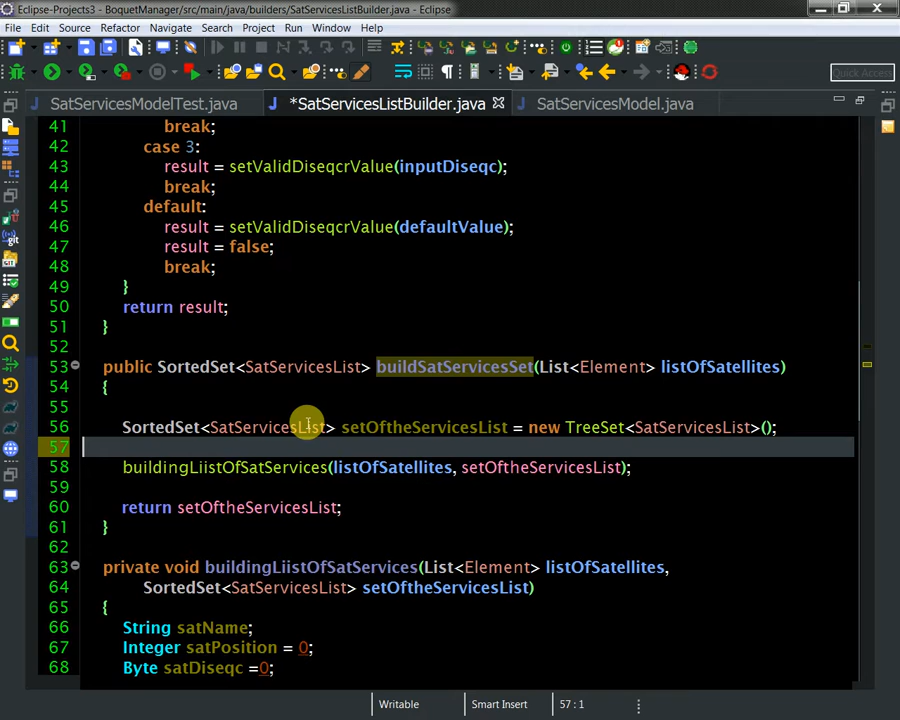 Eclipse-Projects3 - BoquetManager/src/main/java/builders/SatServicesListBuilder.java - Eclipse
File Edit Source Refactor Navigate Search Project Run Window Help
Quick Access
SatServicesModelTest.java *SatServicesListBuilder.java SatServicesModel.java
41 break;
42 case 3:
43 result = setValidDiseqcrValue(inputDiseqc);
44 break;
45 default:
46 result = setValidDiseqcrValue(defaultValue);
47 result = false;
48 break;
49 }
50 return result;
51 }
52
53 public SortedSet<SatServicesList> buildSatServicesSet(List<Element> listOfSatellites)
54 {
55
56 SortedSet<SatServicesList> setOftheServicesList = new TreeSet<SatServicesList>();
57
58 buildingLiistOfSatServices(listOfSatellites, setOftheServicesList);
59
60 return setOftheServicesList;
61 }
62
63 private void buildingLiistOfSatServices(List<Element> listOfSatellites,
64 SortedSet<SatServicesList> setOftheServicesList)
65 {
66 String satName;
67 Integer satPosition = 0;
68 Byte satDiseqc =0;
Writable Smart Insert 57 : 1